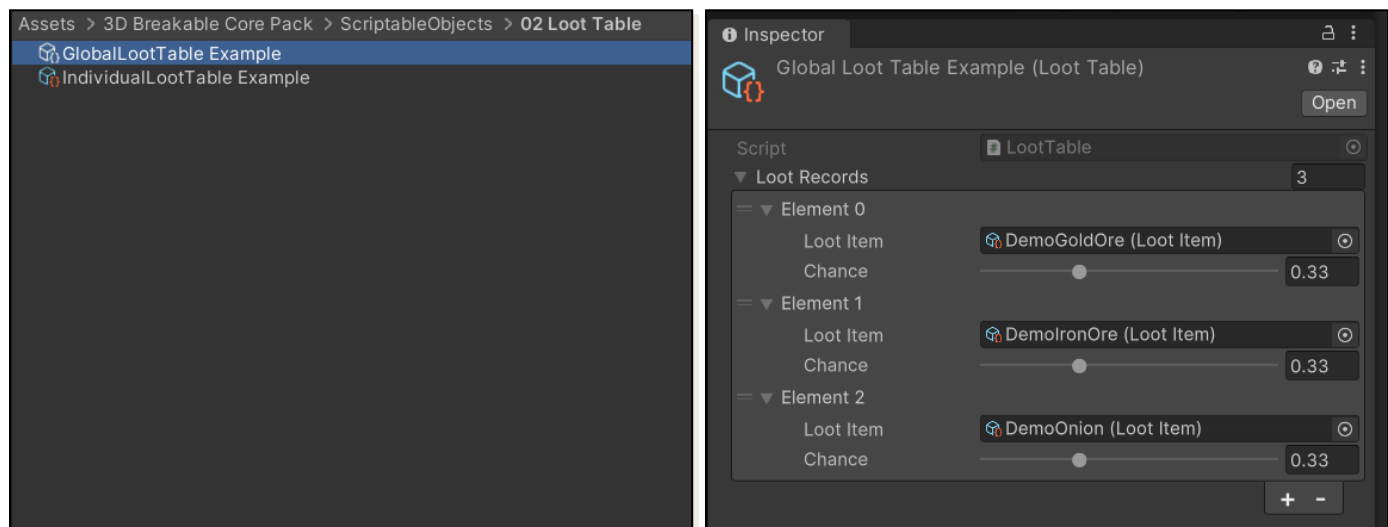 Assets > 3D Breakable Core Pack > ScriptableObjects > 02 Loot Table
GlobalLootTable Example
IndividualLootTable Example
Inspector
Global Loot Table Example (Loot Table)
Open
Script LootTable
Loot Records 3
Element 0
Loot Item DemoGoldOre (Loot Item)
Chance 0.33
Element 1
Loot Item DemoIronOre (Loot Item)
Chance 0.33
Element 2
Loot Item DemoOnion (Loot Item)
Chance 0.33
+ -